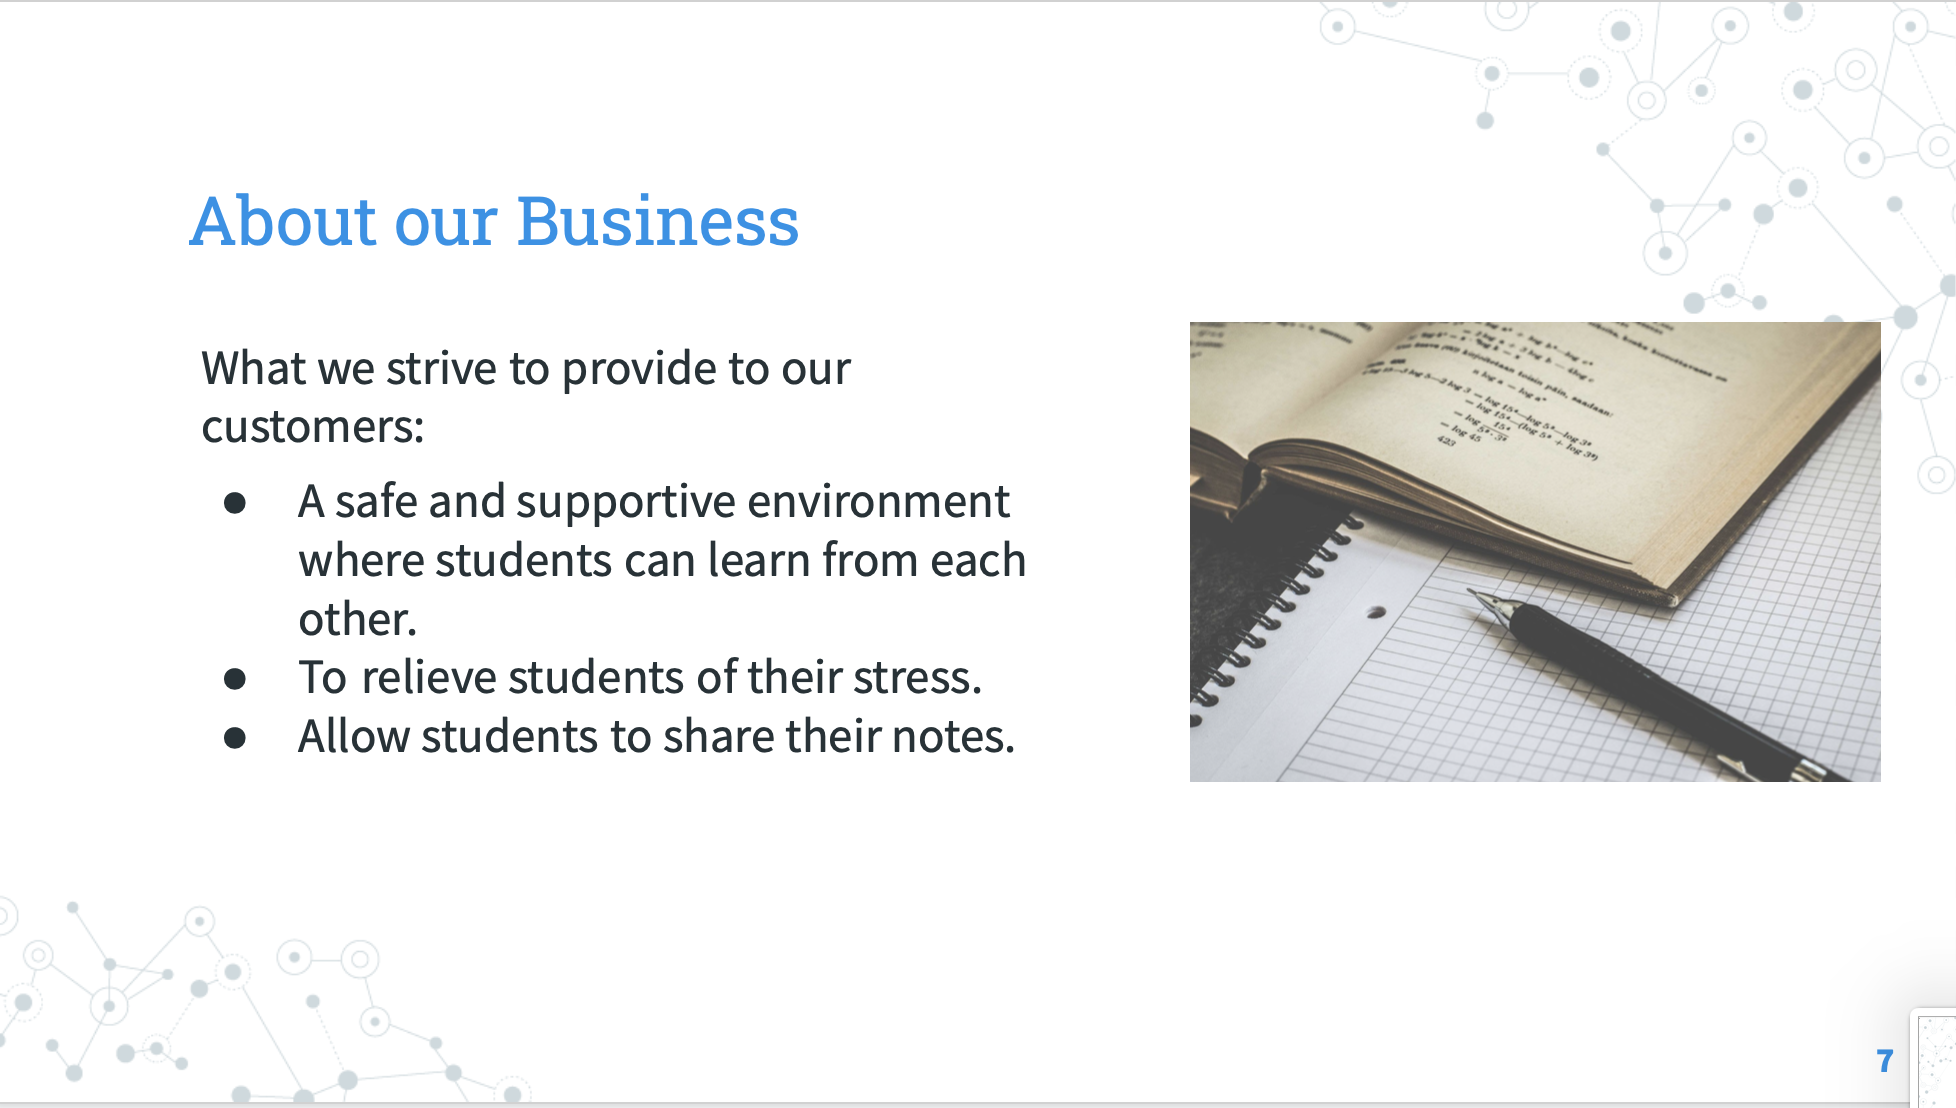 About our Business
What we strive to provide to our
customers:
● A safe and supportive environment
where students can learn from each
other.
● To relieve students of their stress.
● Allow students to share their notes.
423
7